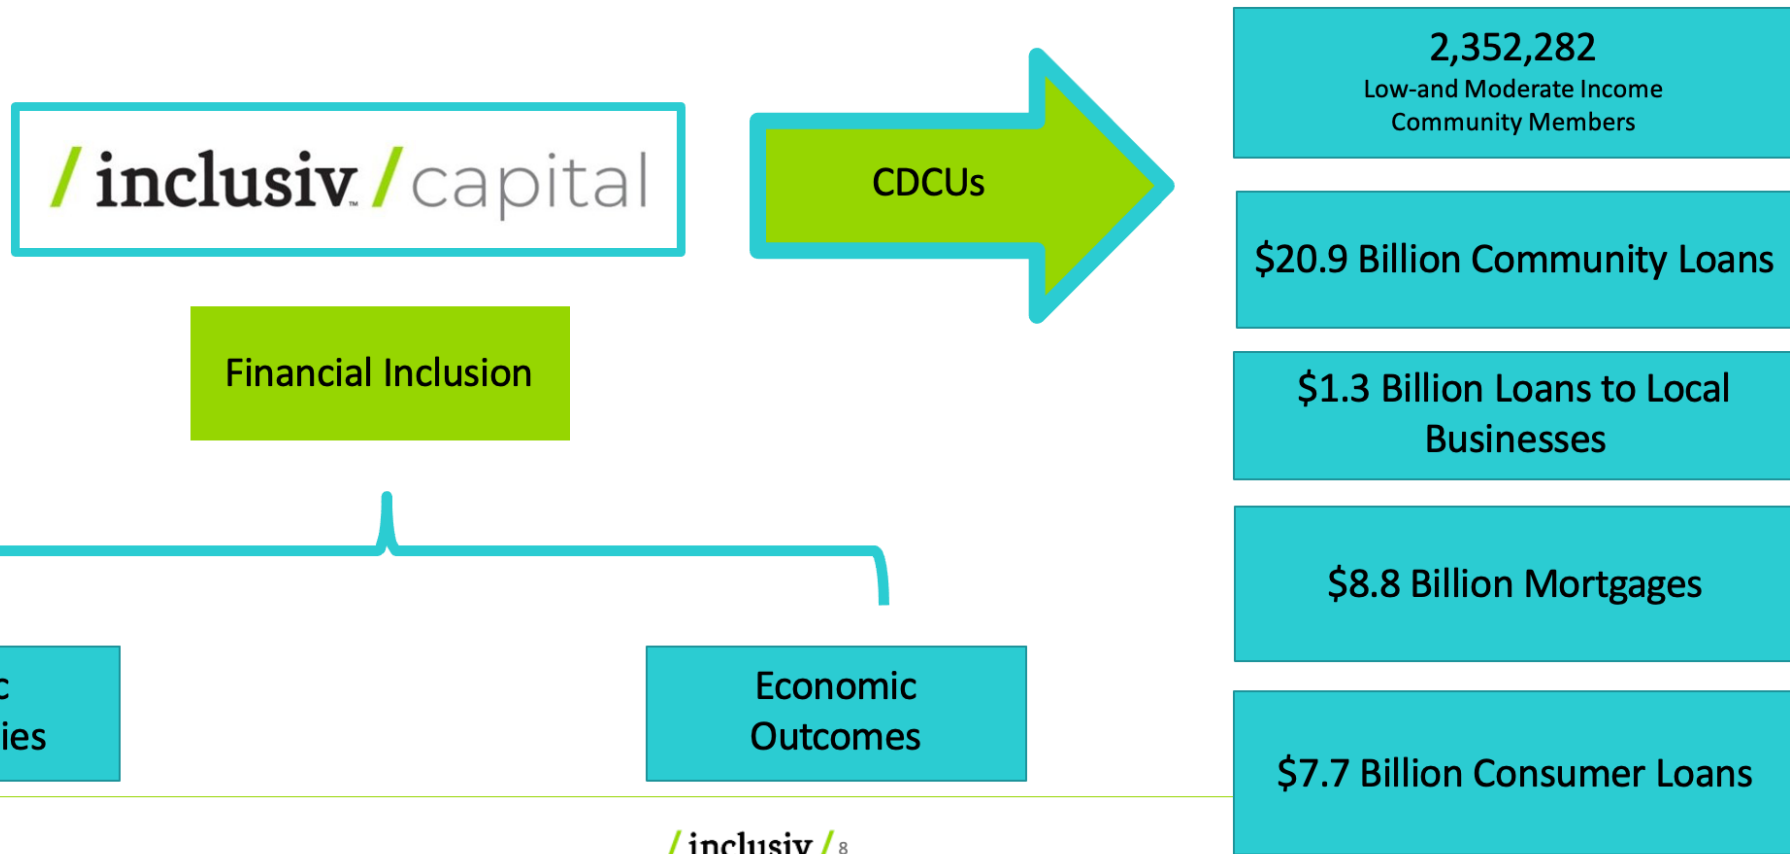 / inclusiv / capital
CDCUs
Financial Inclusion
Economic
Outcomes
2,352,282
Low-and Moderate Income
Community Members
$20.9 Billion Community Loans
$1.3 Billion Loans to Local
Businesses
$8.8 Billion Mortgages
$7.7 Billion Consumer Loans
/ inclusiv / 8